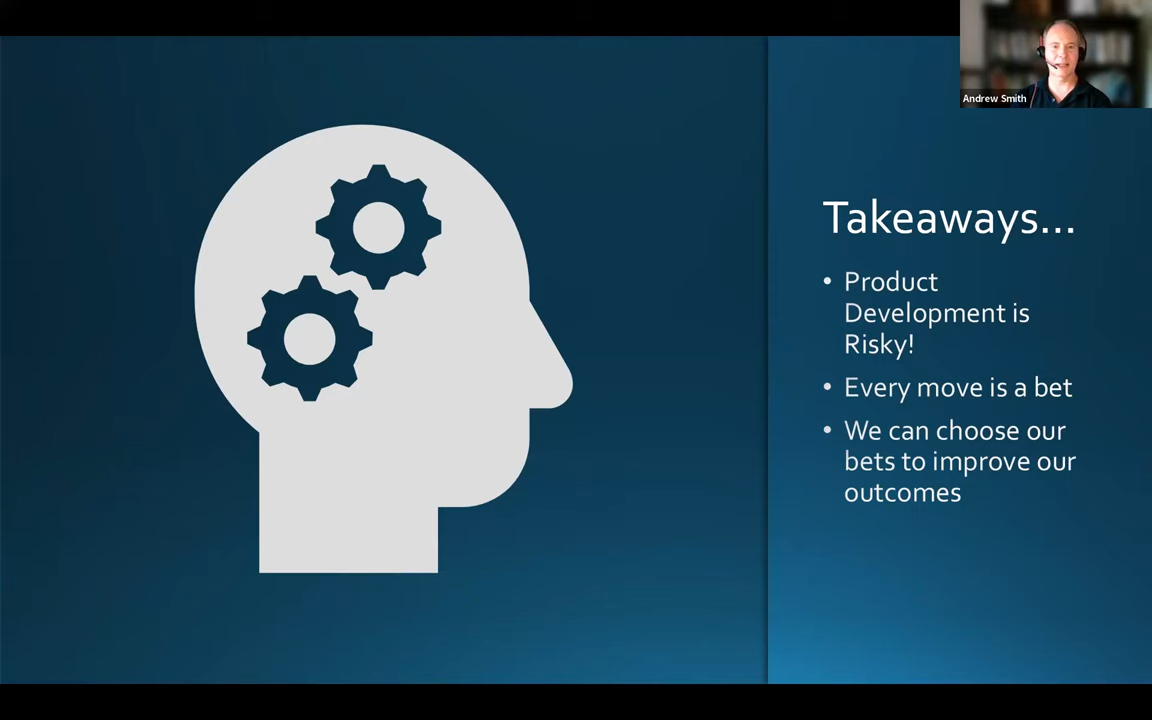 Andrew Smith
Takeaways...
• Product
Development is
Risky!
• Every move is a bet
• We can choose our
bets to improve our
outcomes